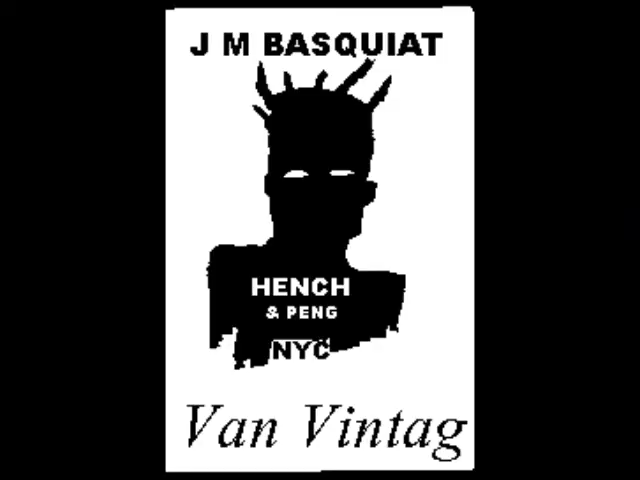 J M BASQUIAT
HENCH
& PENG
NYC
Van Vintag